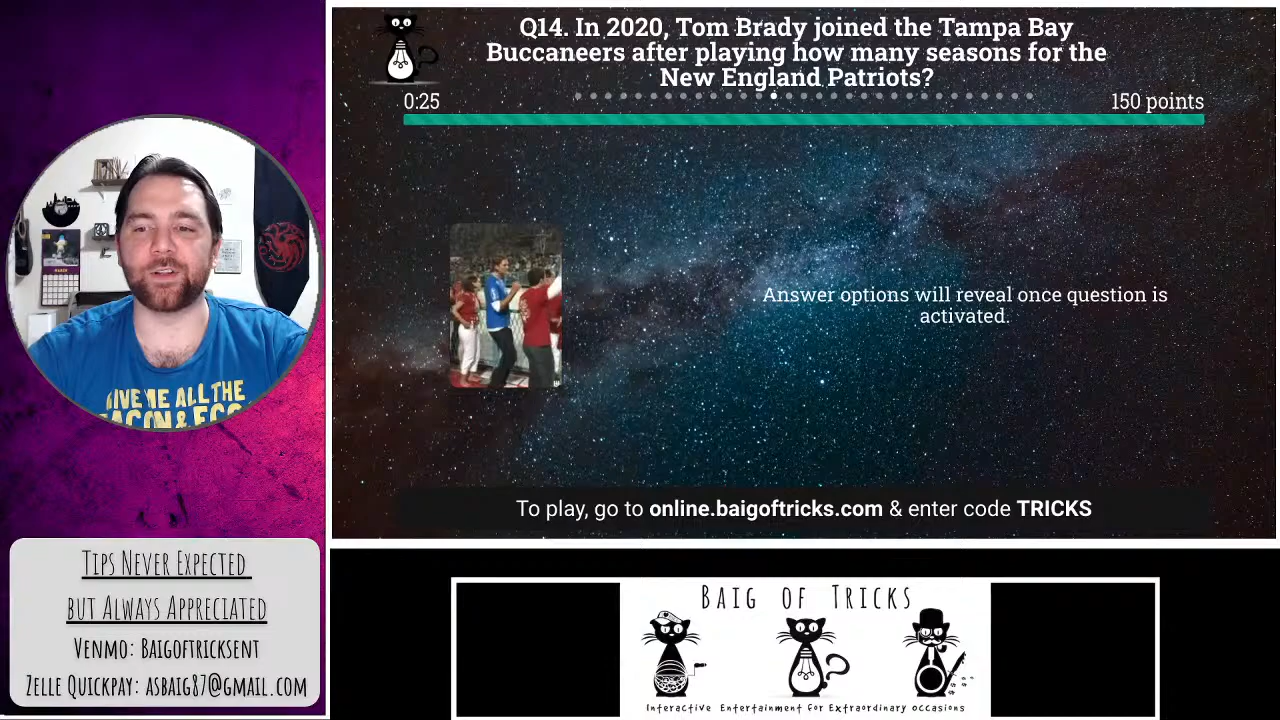 Q14. In 2020, Tom Brady joined the Tampa Bay
Buccaneers after playing how many seasons for the
New England Patriots?
0:25
150 points
Answer options will reveal once question is
activated.
To play, go to online.baigoftricks.com & enter code TRICKS
ME ALL THE
Tips Never Expected
but Always Appreciated
Venmo: Baigoftricksent
Zelle Quickpay: asbaig87@gmail.com
Baig of Tricks
Interactive Entertainment for Extraordinary occasions